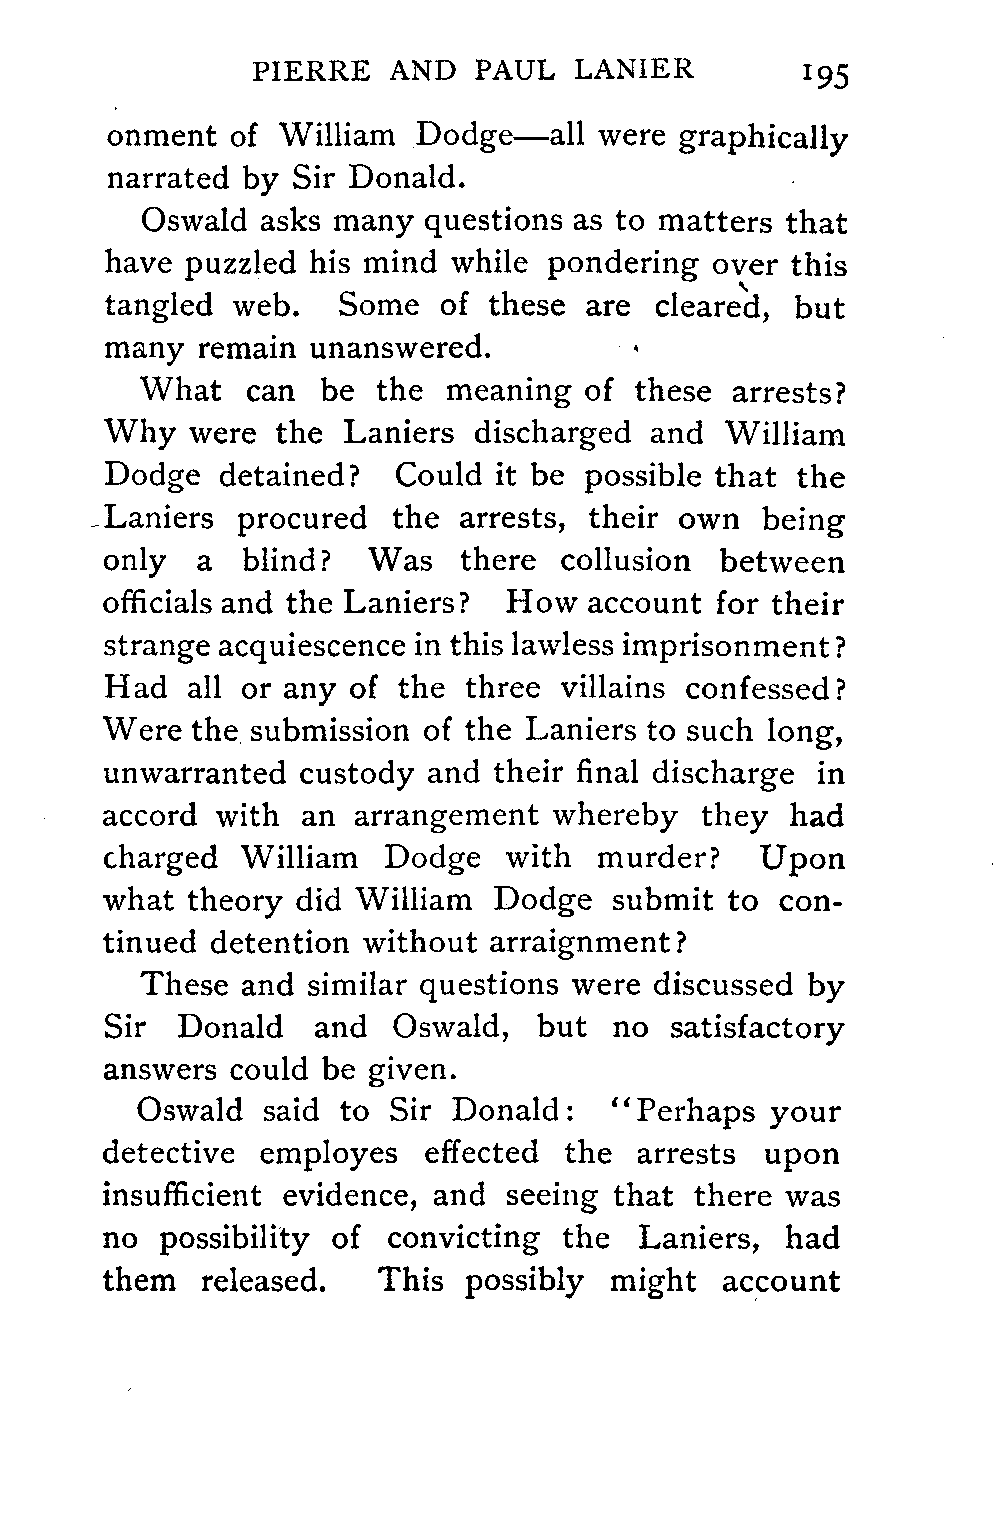 PIERRE AND PAUL LANIER 195
onment of William Dodge—all were graphically
narrated by Sir Donald.
Oswald asks many questions as to matters that
have puzzled his mind while pondering over this
tangled web. Some of these are cleared, but
many remain unanswered.
What can be the meaning of these arrests?
Why were the Laniers discharged and William
Dodge detained? Could it be possible that the
Laniers procured the arrests, their own being
only a blind? Was there collusion between
officials and the Laniers? How account for their
strange acquiescence in this lawless imprisonment?
Had all or any of the three villains confessed?
Were the submission of the Laniers to such long,
unwarranted custody and their final discharge in
accord with an arrangement whereby they had
charged William Dodge with murder? Upon
what theory did William Dodge submit to con-
tinued detention without arraignment?
These and similar questions were discussed by
Sir Donald and Oswald, but no satisfactory
answers could be given.
Oswald said to Sir Donald: “Perhaps your
detective employes effected the arrests upon
insufficient evidence, and seeing that there was
no possibility of convicting the Laniers, had
them released. This possibly might account